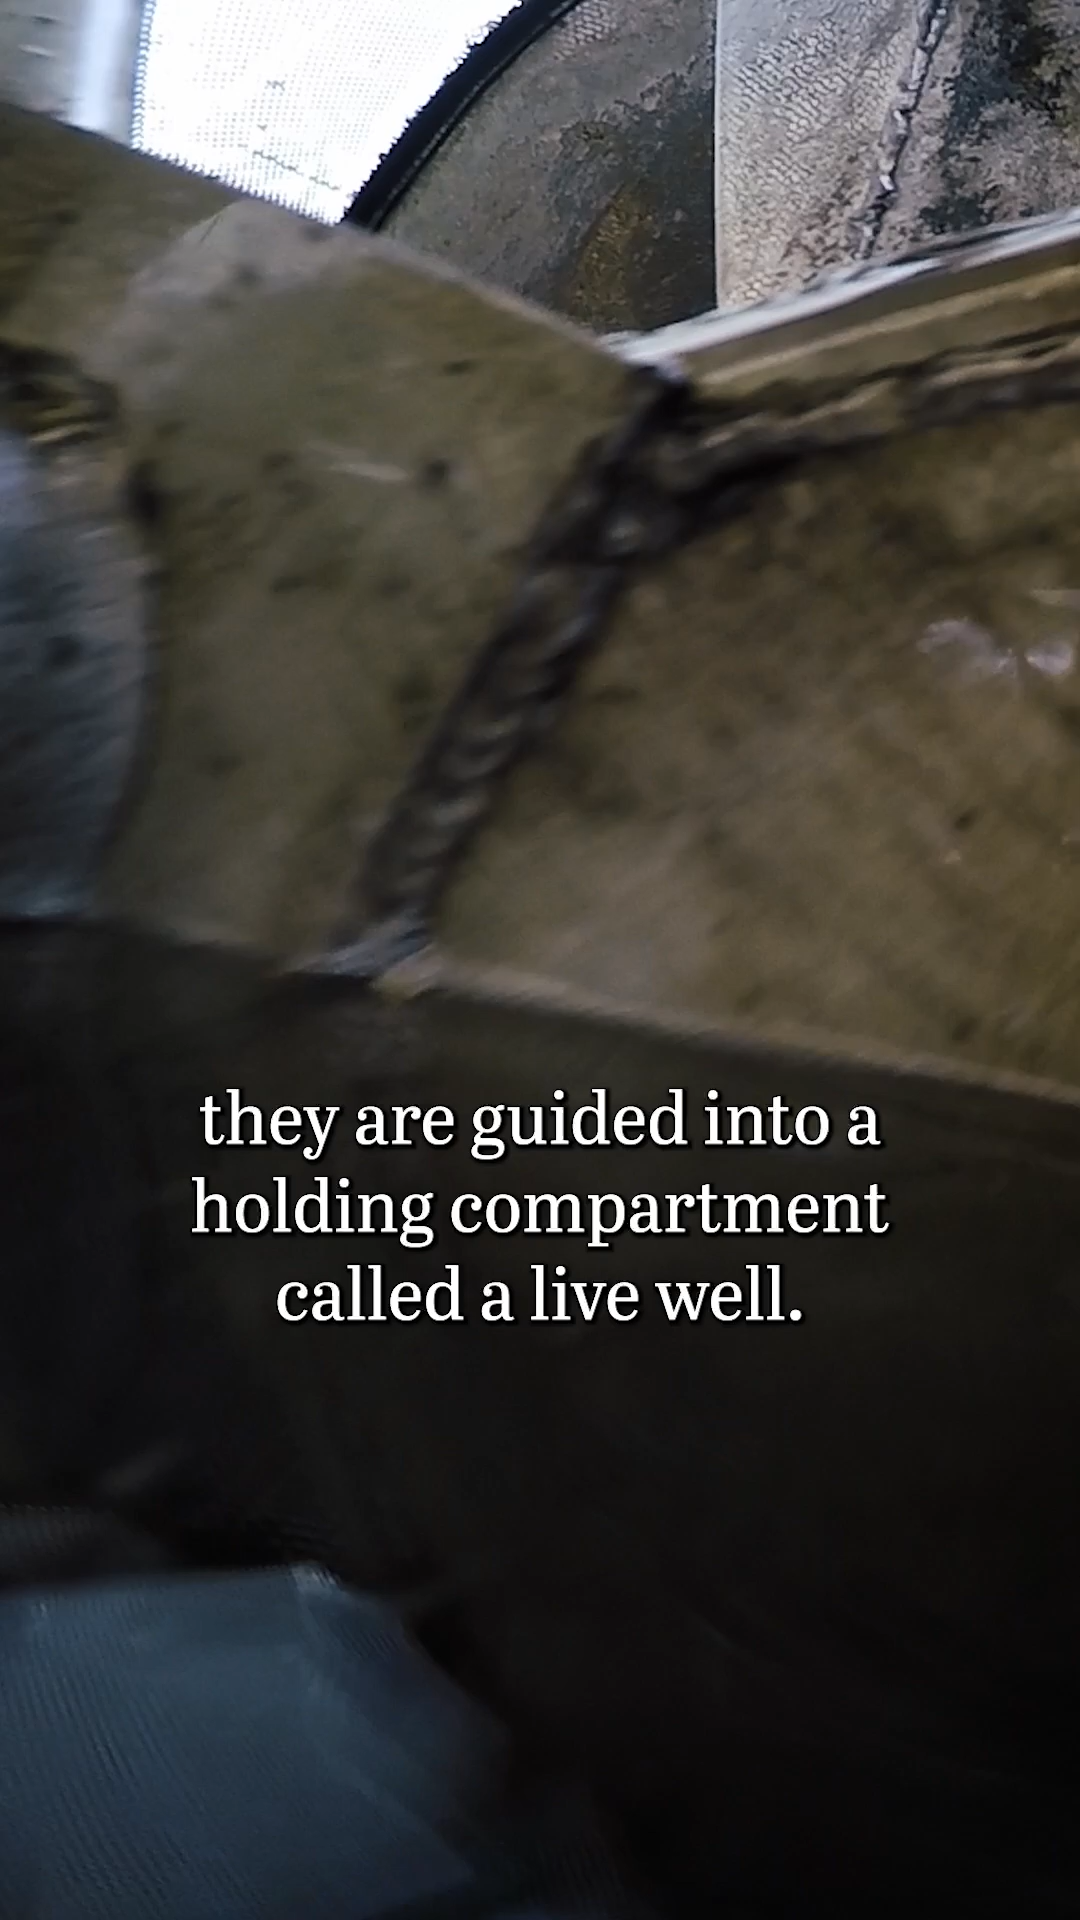 they are guided into a
holding compartment
called a live well.